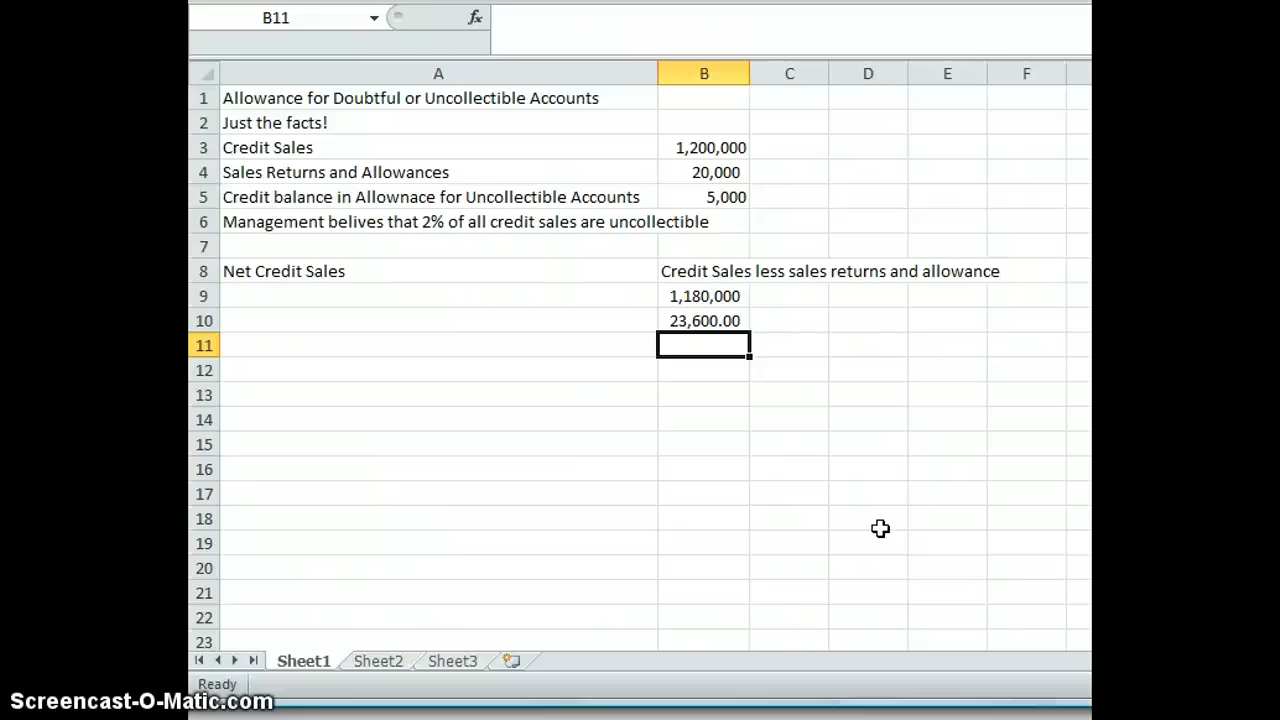 B11 fx
A B C D E F
1 Allowance for Doubtful or Uncollectible Accounts
2 Just the facts!
3 Credit Sales 1,200,000
4 Sales Returns and Allowances 20,000
5 Credit balance in Allownace for Uncollectible Accounts 5,000
6 Management belives that 2% of all credit sales are uncollectible
7
8 Net Credit Sales Credit Sales less sales returns and allowance
9 1,180,000
10 23,600.00
11
12
13
14
15
16
17
18
19
20
21
22
23
Sheet1 Sheet2 Sheet3
Ready
Screencast-O-Matic.com